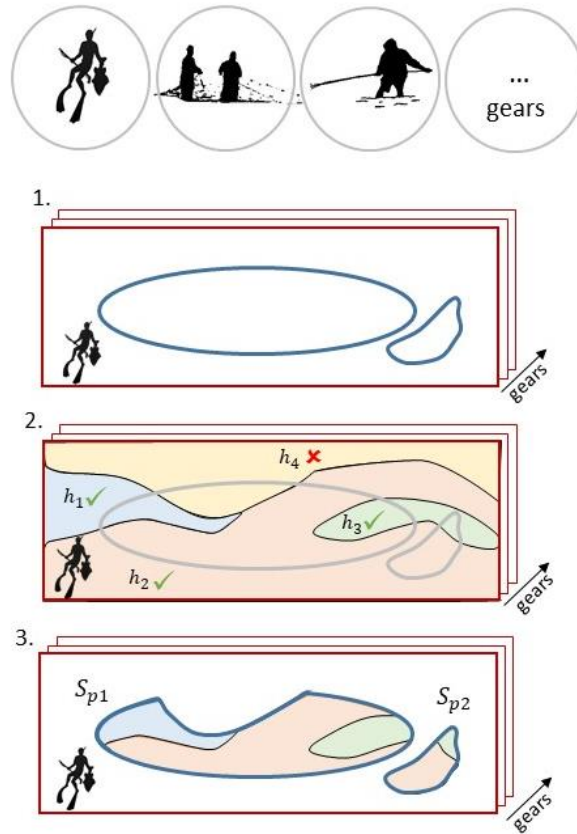 ...
gears
1.
gears
2.
h₄ ✘
h₁ ✓
h₃ ✓
h₂ ✓
gears
3.
Sₚ₁
Sₚ₂
gears